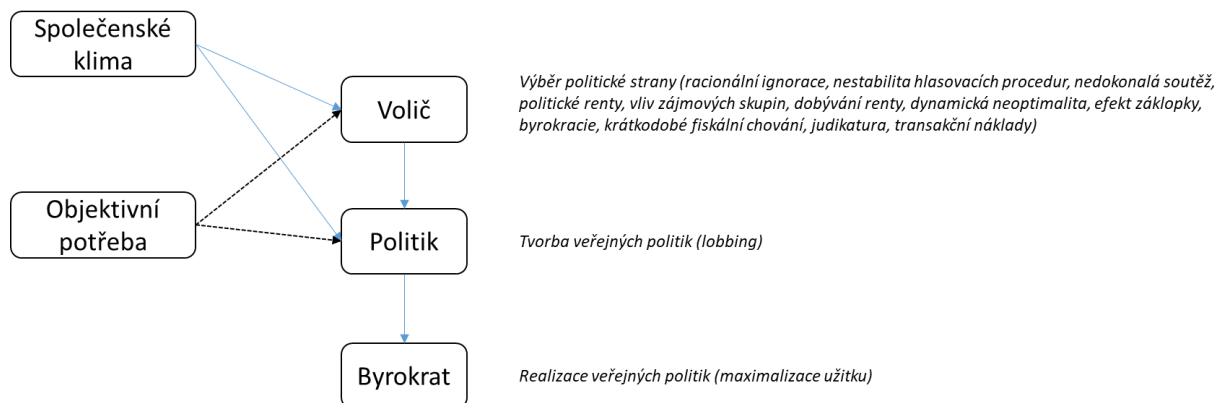 Společenské
klima
Volič
Výběr politické strany (racionální ignorace, nestabilita hlasovacích procedur, nedokonalá soutěž,
politické renty, vliv zájmových skupin, dobývání renty, dynamická neoptimalita, efekt záklopky,
byrokracie, krátkodobé fiskální chování, judikatura, transakční náklady)
Objektivní
potřeba
Politik
Tvorba veřejných politik (lobbing)
Byrokrat
Realizace veřejných politik (maximalizace užitku)